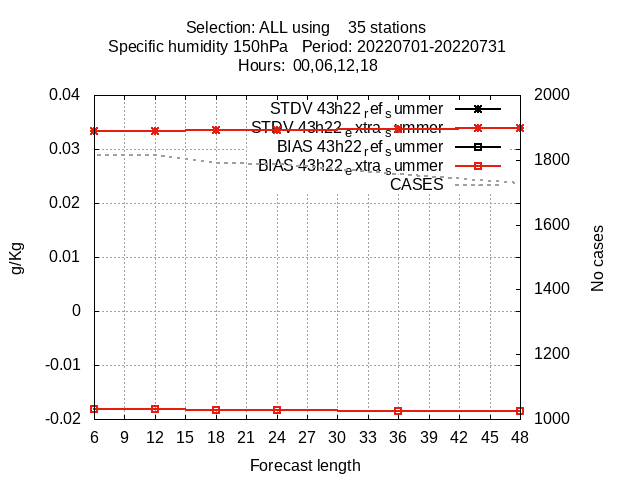 Selection: ALL using    35 stations
Specific humidity 150hPa   Period: 20220701-20220731
Hours:  00,06,12,18
0.04
0.03
0.02
0.01
0
-0.01
-0.02
g/Kg
STDV 43h22_ref_summer
STDV 43h22_extra_summer
BIAS 43h22_ref_summer
BIAS 43h22_extra_summer
CASES
2000
1800
1600
1400
1200
1000
No cases
6 9 12 15 18 21 24 27 30 33 36 39 42 45 48
Forecast length